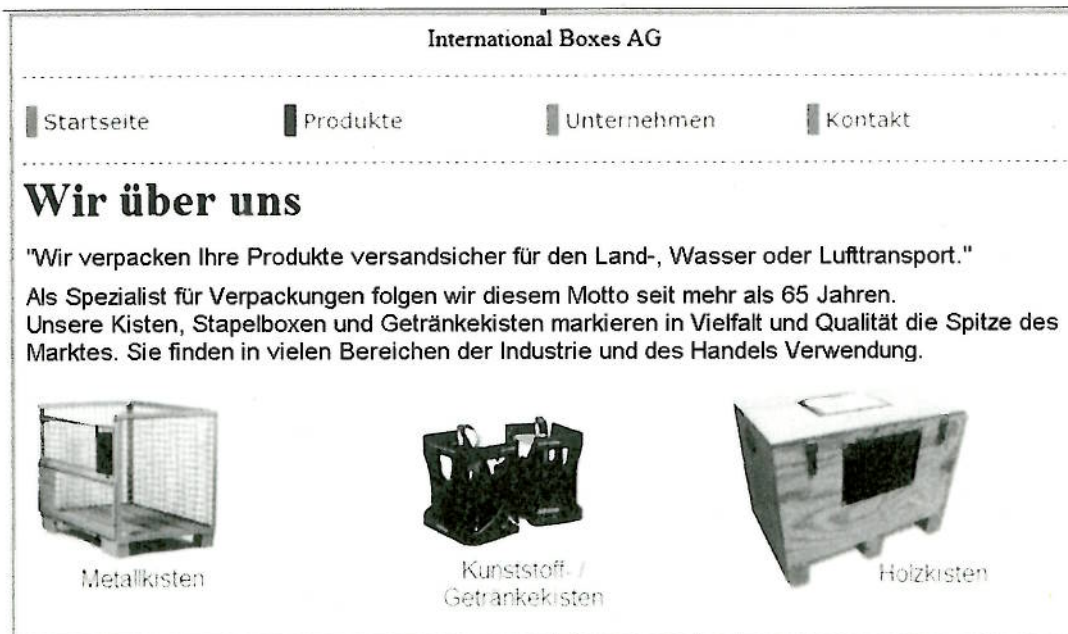 International Boxes AG
Startseite Produkte Unternehmen Kontakt
Wir über uns
"Wir verpacken Ihre Produkte versandsicher für den Land-, Wasser oder Lufttransport."
Als Spezialist für Verpackungen folgen wir diesem Motto seit mehr als 65 Jahren.
Unsere Kisten, Stapelboxen und Getränkekisten markieren in Vielfalt und Qualität die Spitze des
Marktes. Sie finden in vielen Bereichen der Industrie und des Handels Verwendung.
Metallkisten
Kunststoff- /
Getränkekisten
Holzkisten